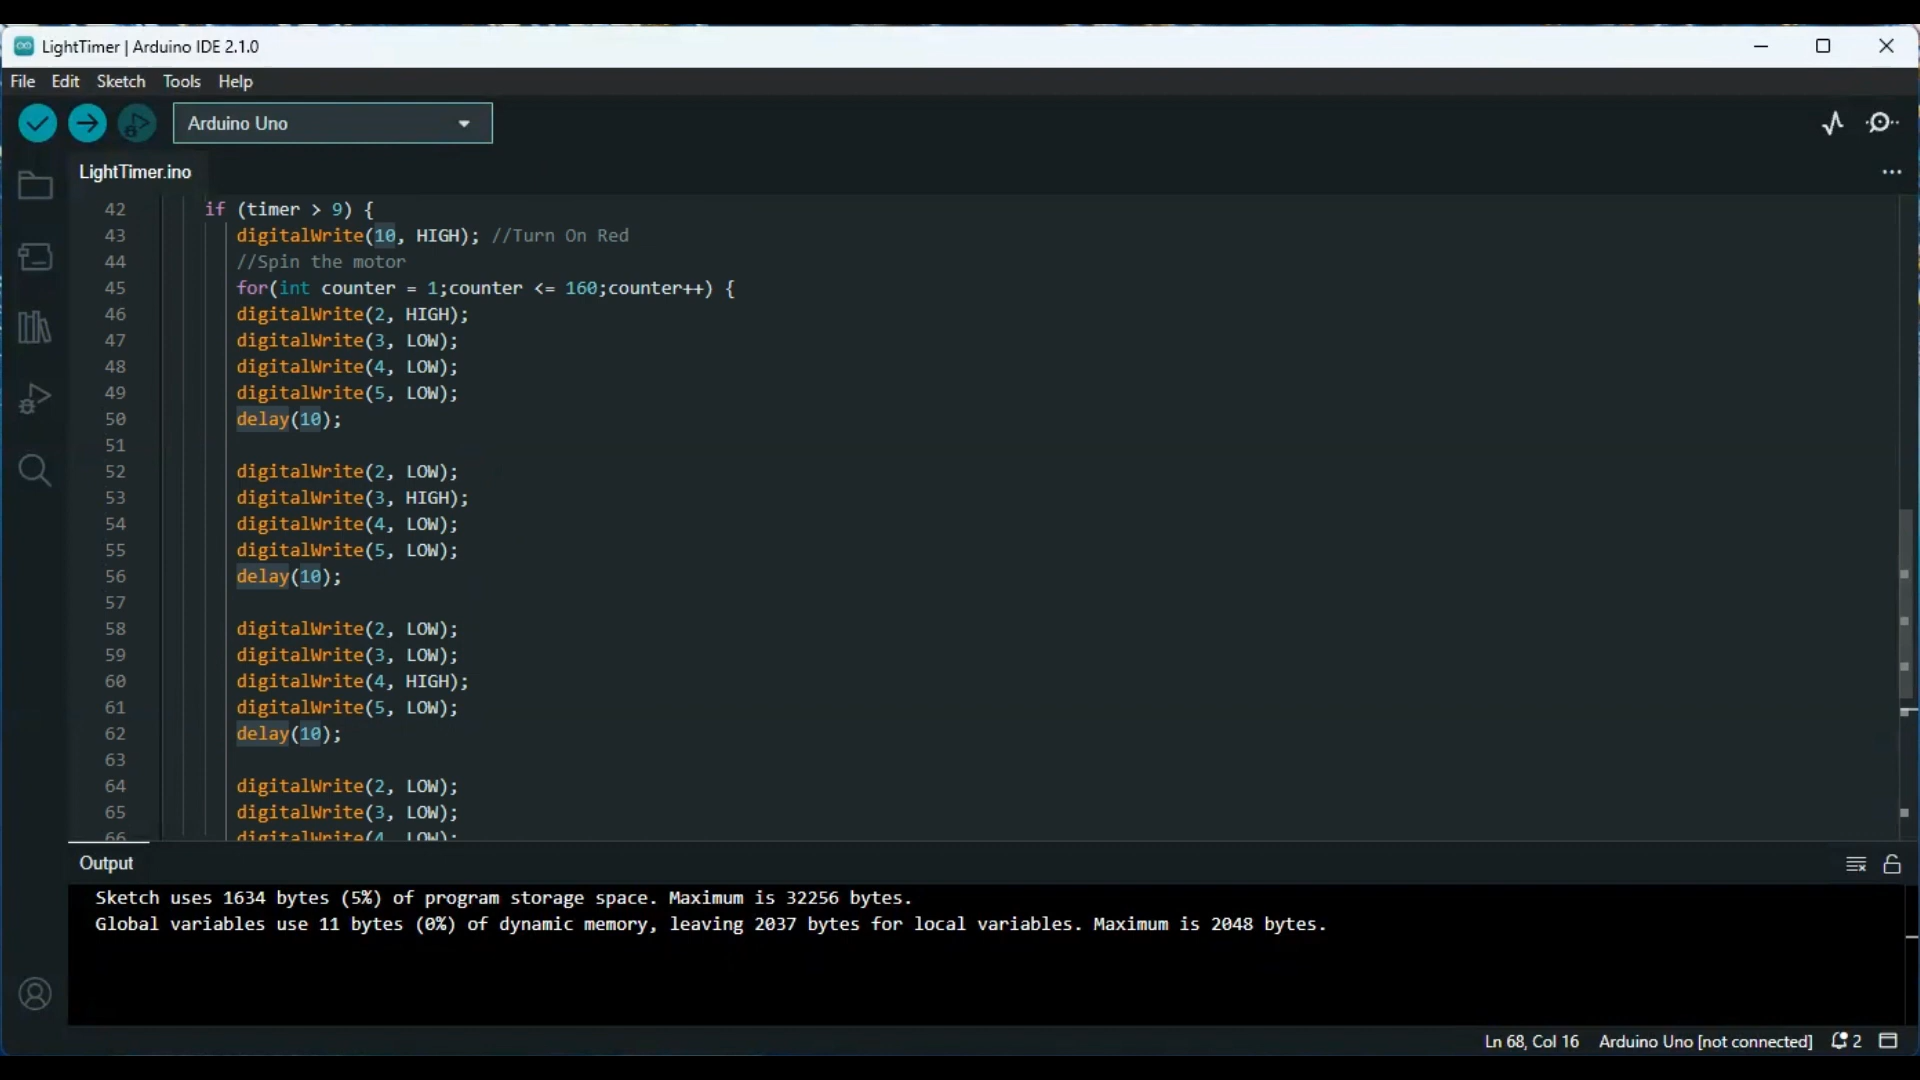 LightTimer | Arduino IDE 2.1.0
File Edit Sketch Tools Help
Arduino Uno
LightTimer.ino
42 if (timer > 9) {
43 digitalWrite(10, HIGH); //Turn On Red
44 //Spin the motor
45 for(int counter = 1;counter <= 160;counter++) {
46 digitalWrite(2, HIGH);
47 digitalWrite(3, LOW);
48 digitalWrite(4, LOW);
49 digitalWrite(5, LOW);
50 delay(10);
51
52 digitalWrite(2, LOW);
53 digitalWrite(3, HIGH);
54 digitalWrite(4, LOW);
55 digitalWrite(5, LOW);
56 delay(10);
57
58 digitalWrite(2, LOW);
59 digitalWrite(3, LOW);
60 digitalWrite(4, HIGH);
61 digitalWrite(5, LOW);
62 delay(10);
63
64 digitalWrite(2, LOW);
65 digitalWrite(3, LOW);
66 digitalWrite(4, LOW);
Output
Sketch uses 1634 bytes (5%) of program storage space. Maximum is 32256 bytes.
Global variables use 11 bytes (0%) of dynamic memory, leaving 2037 bytes for local variables. Maximum is 2048 bytes.
Ln 68, Col 16 Arduino Uno [not connected] 2